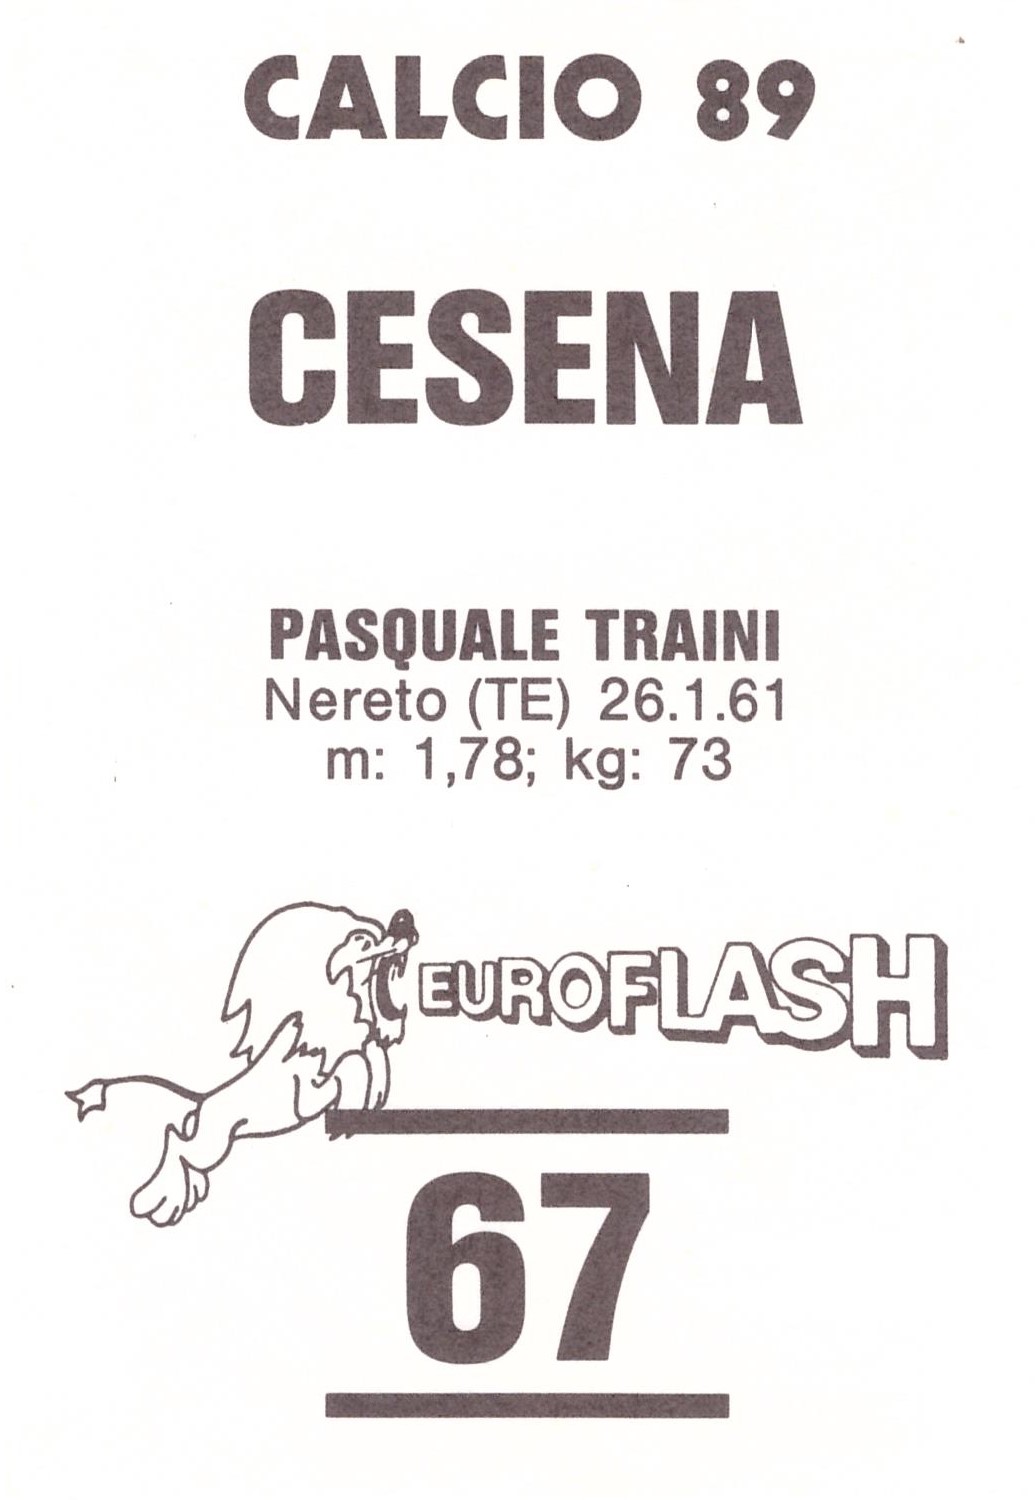 CALCIO 89
CESENA
PASQUALE TRAINI
Nereto (TE) 26.1.61
m: 1,78; kg: 73
EUROFLASH
67